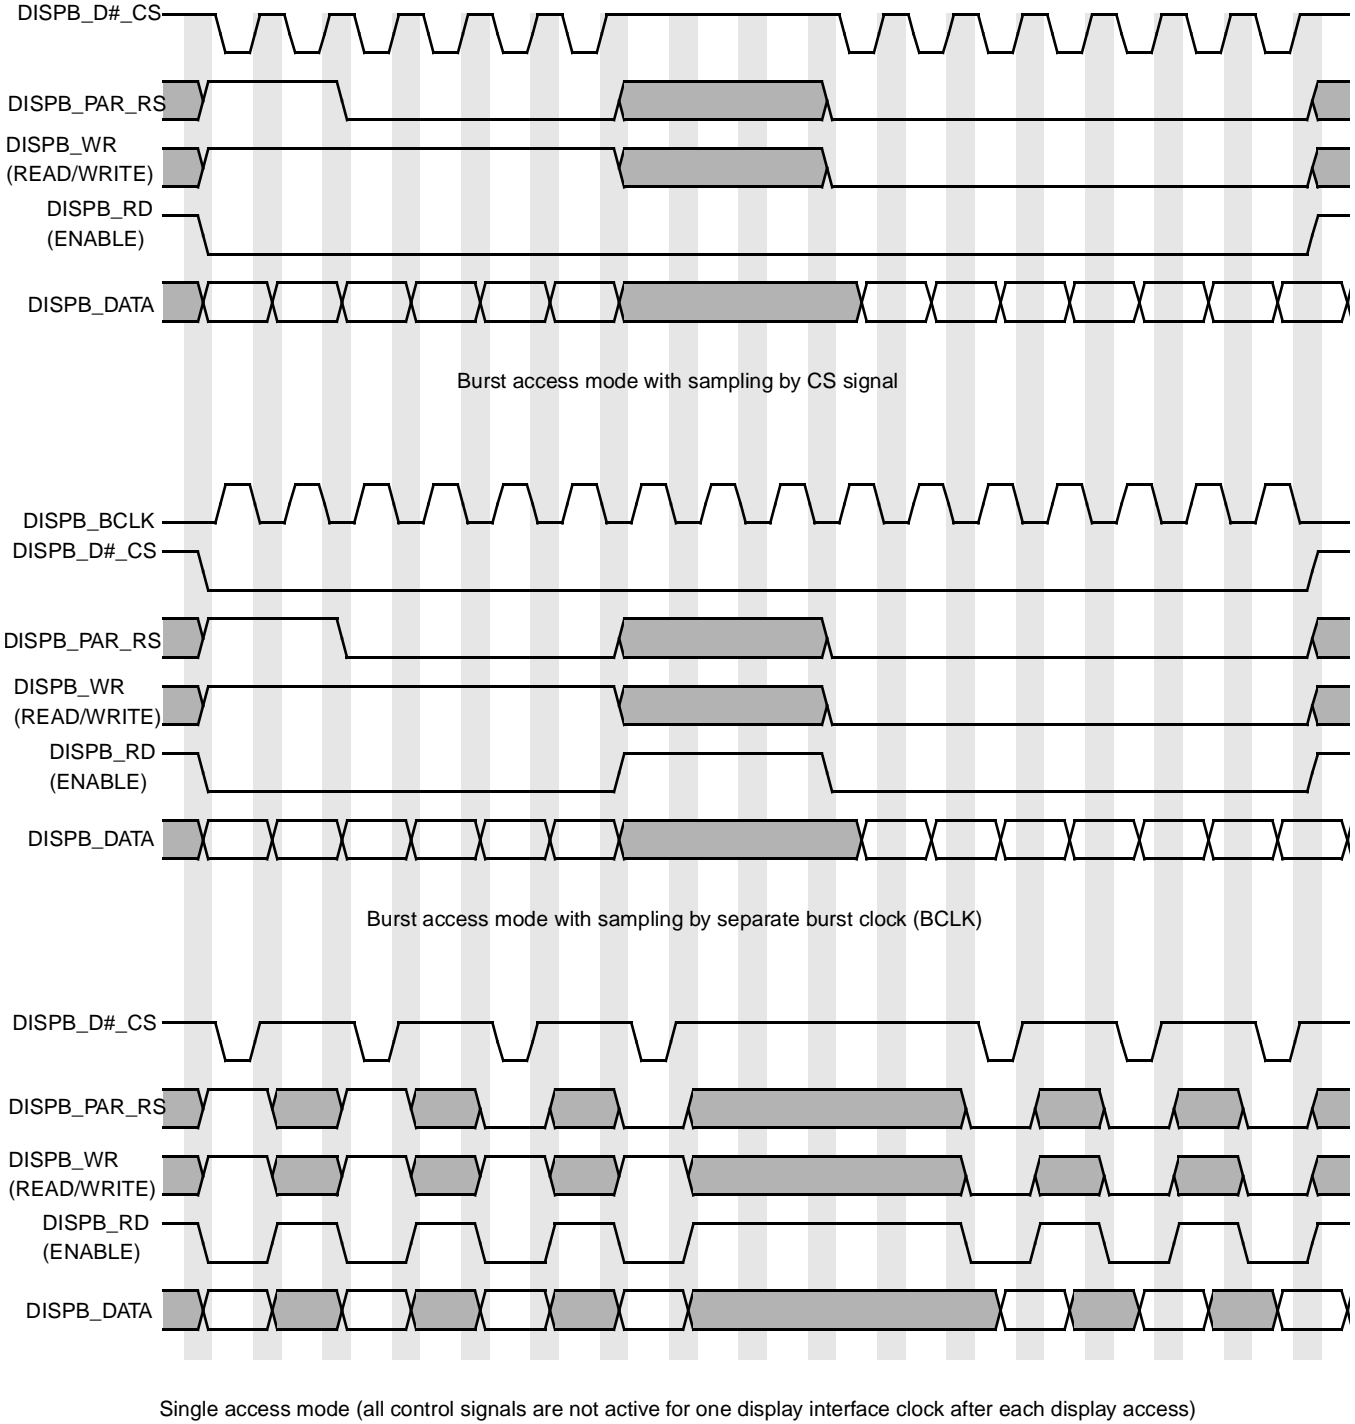 DISPB_D#_CS
DISPB_PAR_RS
DISPB_WR
(READ/WRITE)
DISPB_RD
(ENABLE)
DISPB_DATA
Burst access mode with sampling by CS signal
DISPB_BCLK
DISPB_D#_CS
DISPB_PAR_RS
DISPB_WR
(READ/WRITE)
DISPB_RD
(ENABLE)
DISPB_DATA
Burst access mode with sampling by separate burst clock (BCLK)
DISPB_D#_CS
DISPB_PAR_RS
DISPB_WR
(READ/WRITE)
DISPB_RD
(ENABLE)
DISPB_DATA
Single access mode (all control signals are not active for one display interface clock after each display access)